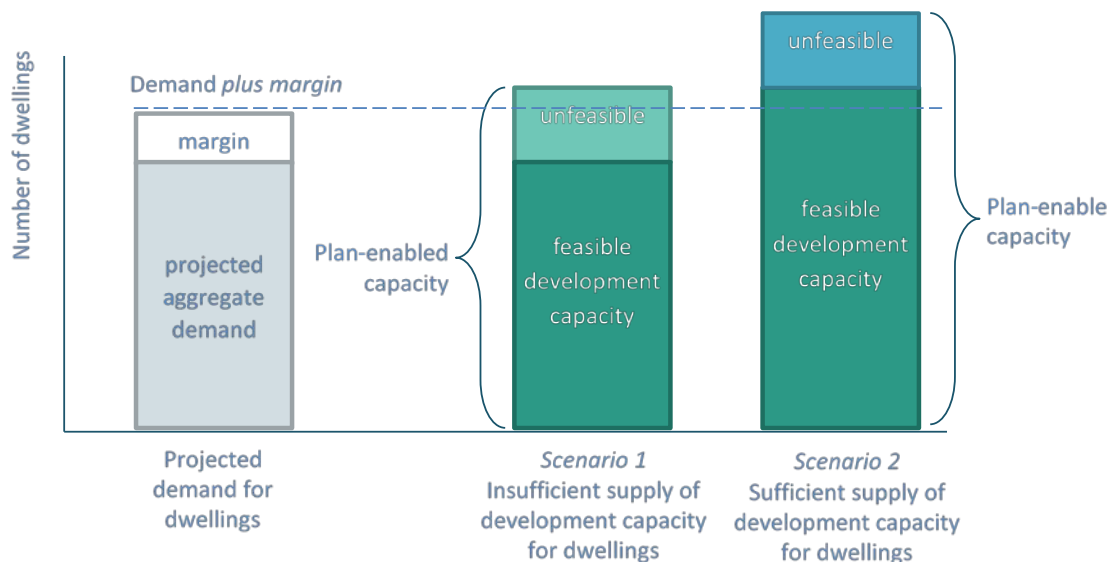 Number of dwellings
Demand plus margin
margin
projected
aggregate
demand
Plan-enabled
capacity
unfeasible
feasible
development
capacity
unfeasible
feasible
development
capacity
Plan-enable
capacity
Projected
demand for
dwellings
Scenario 1
Insufficient supply of
development capacity
for dwellings
Scenario 2
Sufficient supply of
development capacity
for dwellings